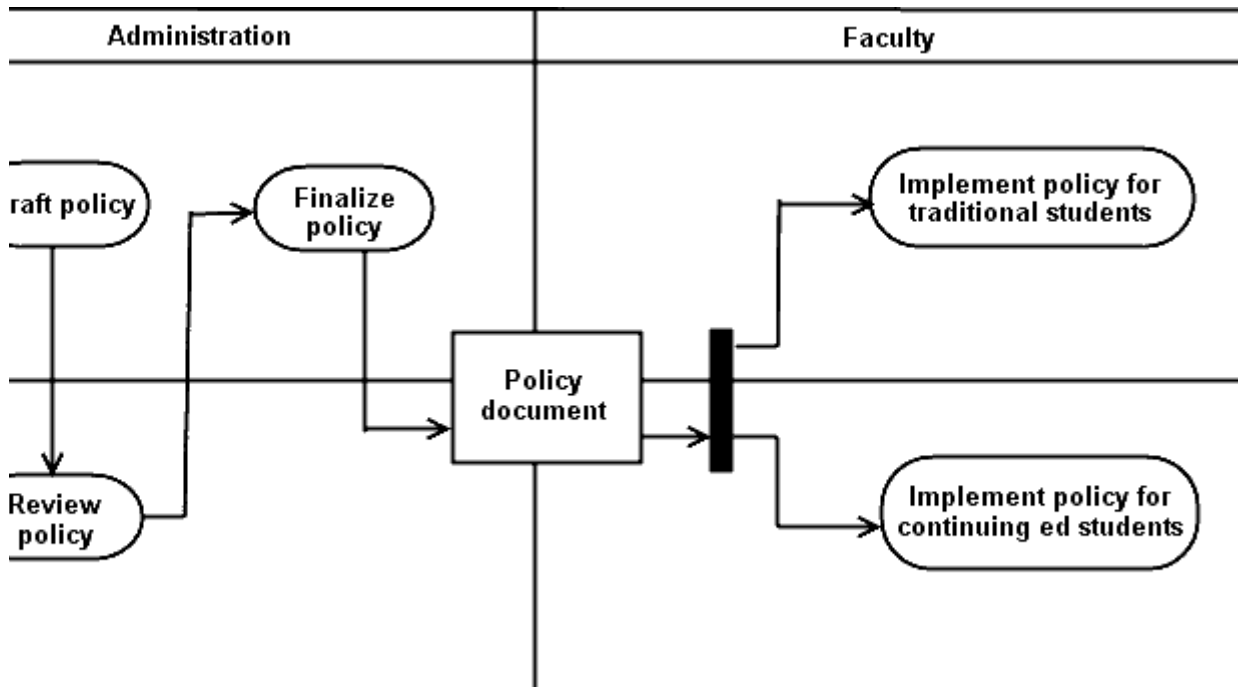 Administration
Faculty
raft policy
Finalize
policy
Implement policy for
traditional students
Policy
document
Review
policy
Implement policy for
continuing ed students